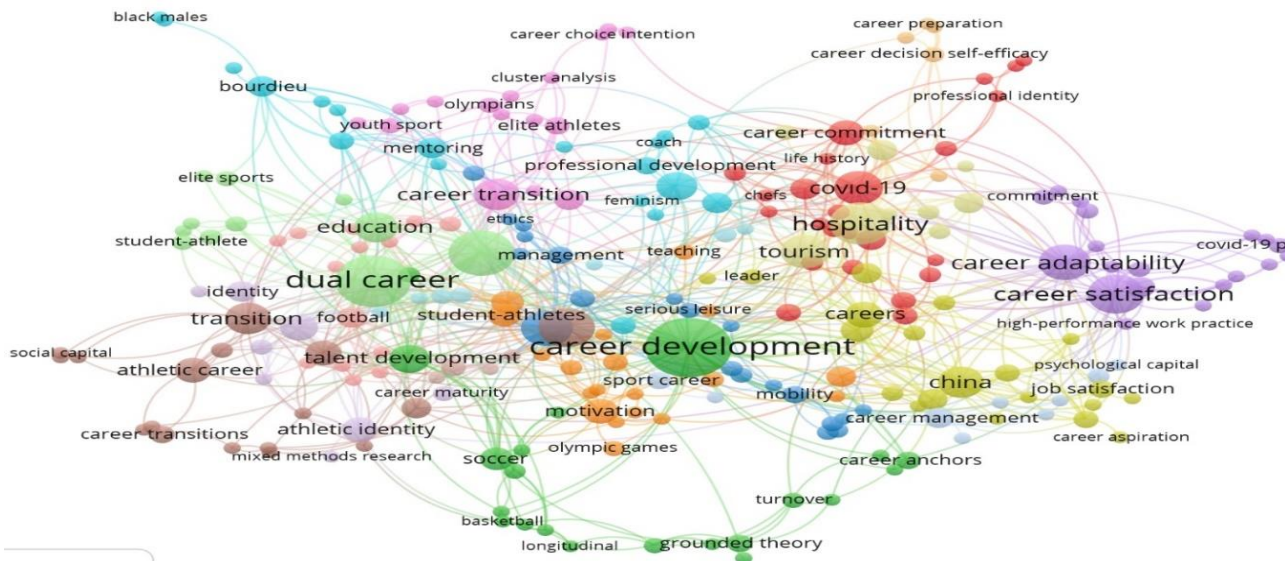 black males
career preparation
career choice intention
career decision self-efficacy
cluster analysis
bourdieu
professional identity
olympians
youth sport
elite athletes
career commitment
mentoring
coach
life history
professional development
elite sports
career transition
covıd-19
commitment
feminism
chefs
ethics
education
hospitality
student-athlete
management
teaching
tourism
covıd-19 p
career adaptability
dual career
leader
identity
career satisfaction
transition
football
student-athletes
serious leisure
careers
high-performance work practice
career development
social capital
talent development
athletic career
psychological capital
sport career
china
job satisfaction
career maturity
mobility
motivation
career management
career transitions
athletic identity
career aspiration
olympic games
mixed methods research
soccer
career anchors
turnover
basketball
longitudinal
grounded theory